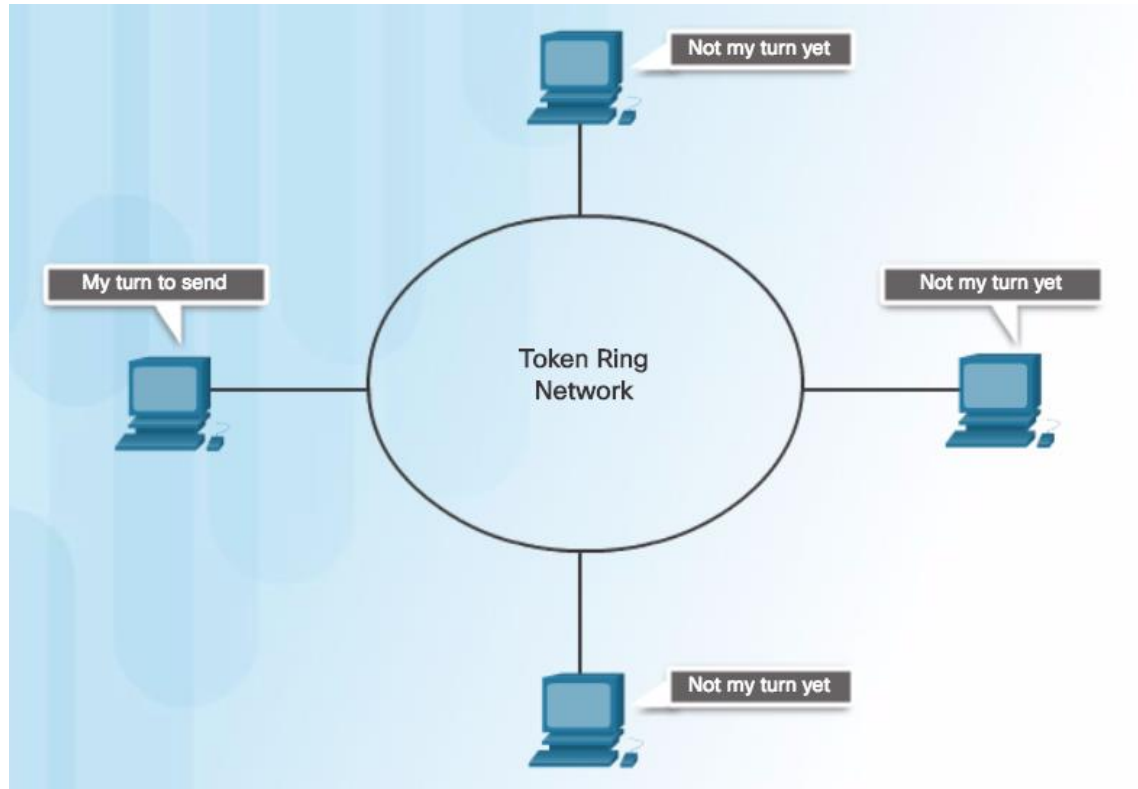 Not my turn yet
My turn to send
Not my turn yet
Token Ring
Network
Not my turn yet